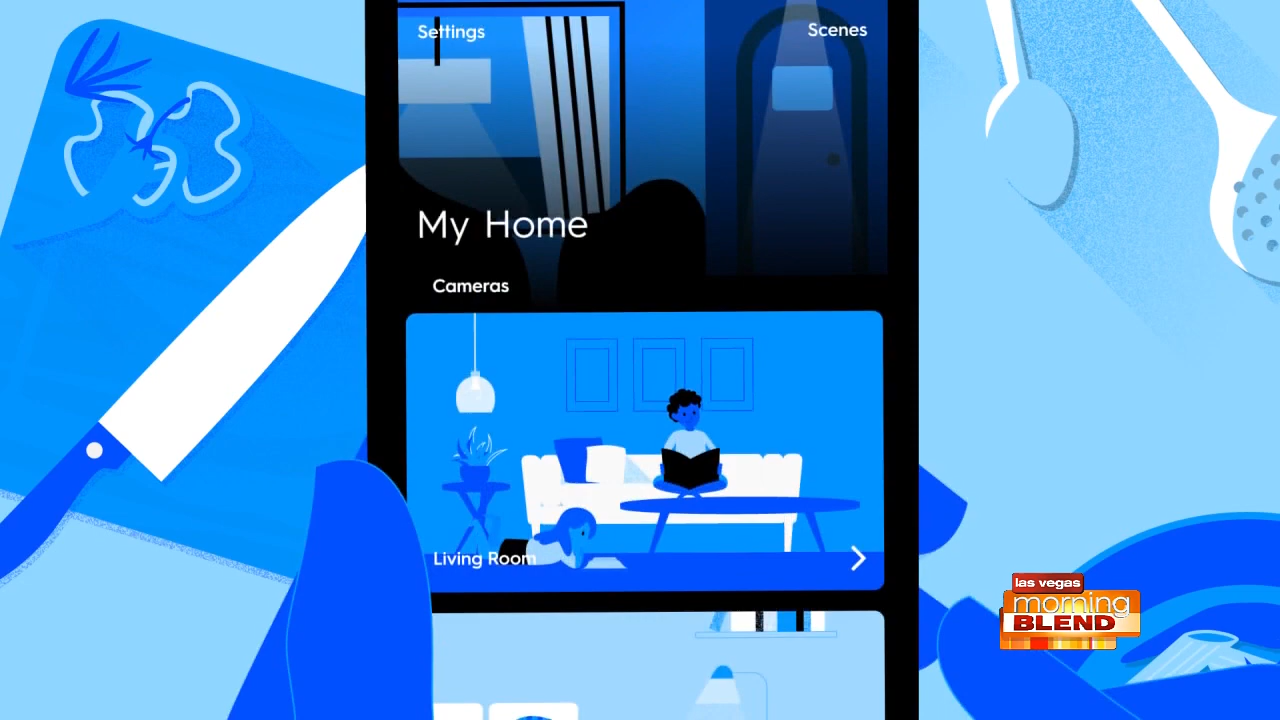 Settings
Scenes
My Home
Cameras
Living Room
las vegas
morning
BLEND